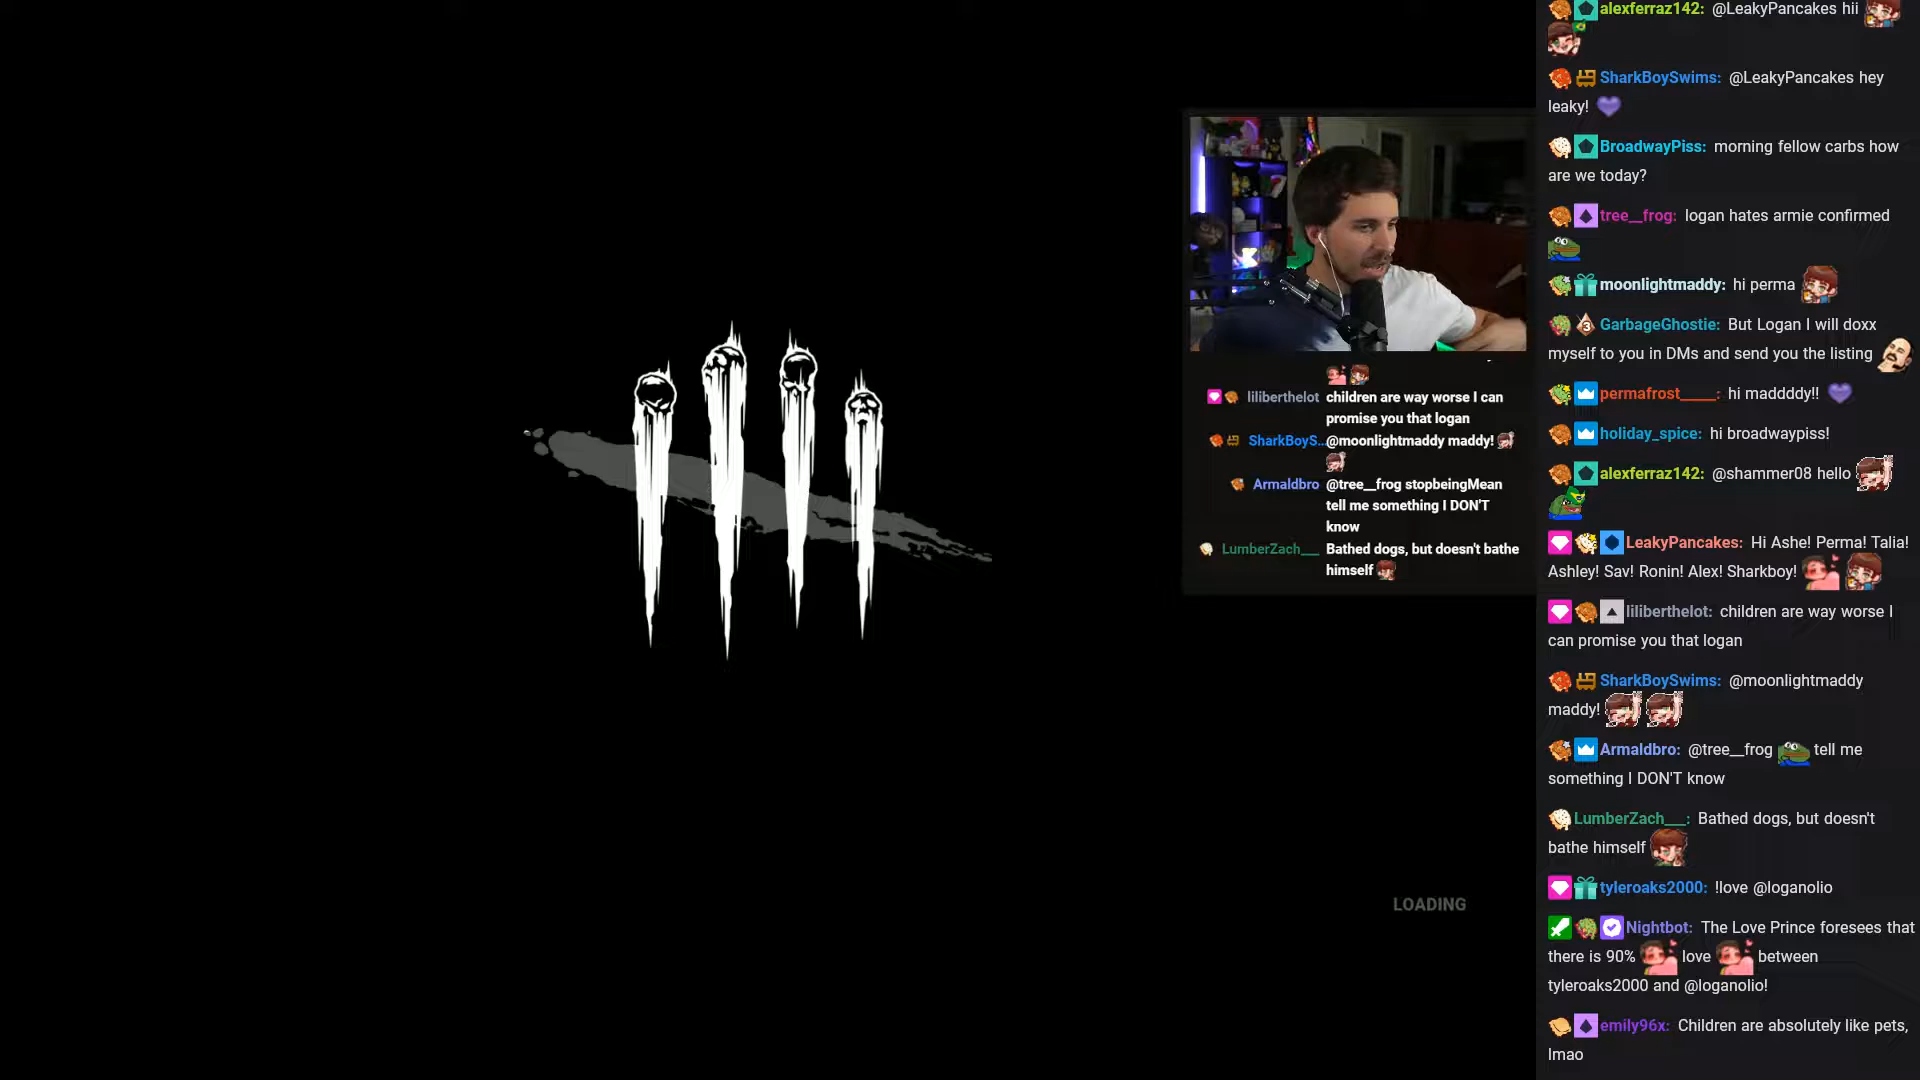 LOADING
liliberthelot children are way worse I can
promise you that logan
SharkBoyS... @moonlightmaddy maddy!
Armaldbro @tree__frog stopbeingMean
tell me something I DON'T
know
LumberZach___ Bathed dogs, but doesn't bathe
himself
alexferraz142: @LeakyPancakes hii
SharkBoySwims: @LeakyPancakes hey
leaky!
BroadwayPiss: morning fellow carbs how
are we today?
tree__frog: logan hates armie confirmed
moonlightmaddy: hi perma
GarbageGhostie: But Logan I will doxx
myself to you in DMs and send you the listing
permafrost_____: hi maddddy!!
holiday_spice: hi broadwaypiss!
alexferraz142: @shammer08 hello
LeakyPancakes: Hi Ashe! Perma! Talia!
Ashley! Sav! Ronin! Alex! Sharkboy!
liliberthelot: children are way worse I
can promise you that logan
SharkBoySwims: @moonlightmaddy
maddy!
Armaldbro: @tree__frog tell me
something I DON'T know
LumberZach___: Bathed dogs, but doesn't
bathe himself
tyleroaks2000: !love @loganolio
Nightbot: The Love Prince foresees that
there is 90% love between
tyleroaks2000 and @loganolio!
emily96x: Children are absolutely like pets,
lmao